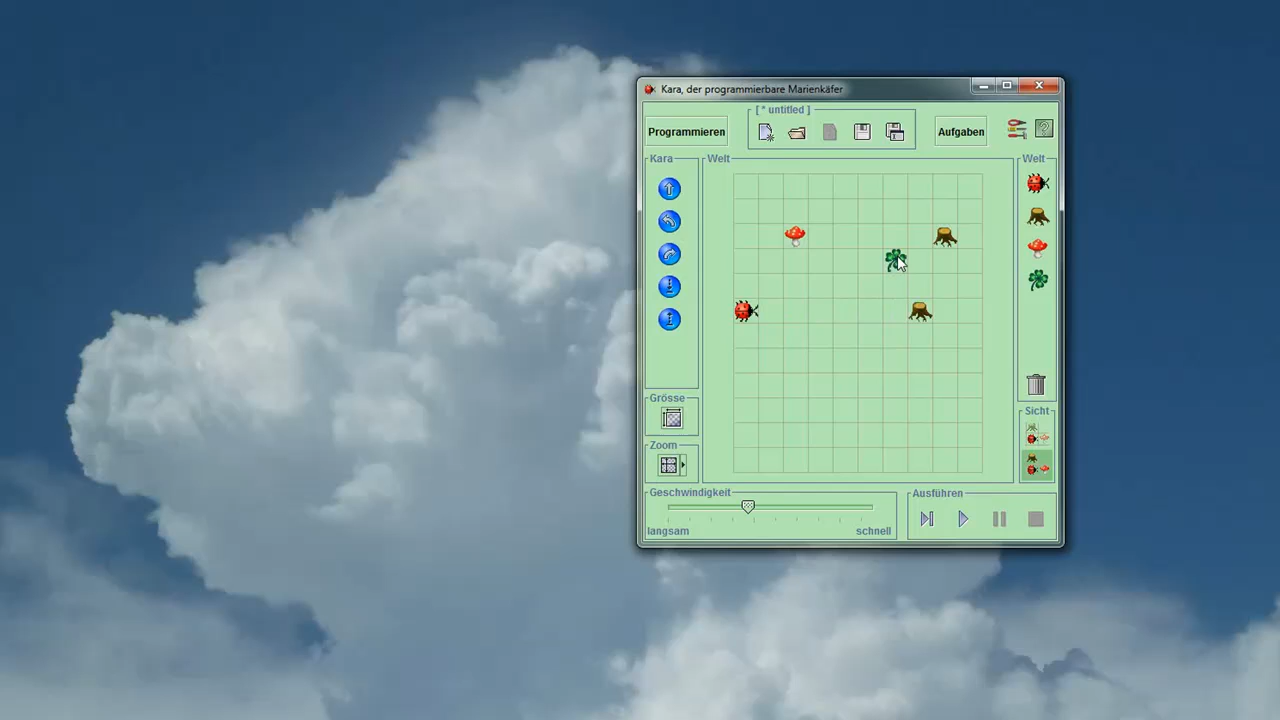 Kara, der programmierbare Marienkäfer
Programmieren
[ * untitled ]
Aufgaben
Kara
Welt
Welt
Grösse
Zoom
Sicht
Geschwindigkeit
langsam
schnell
Ausführen